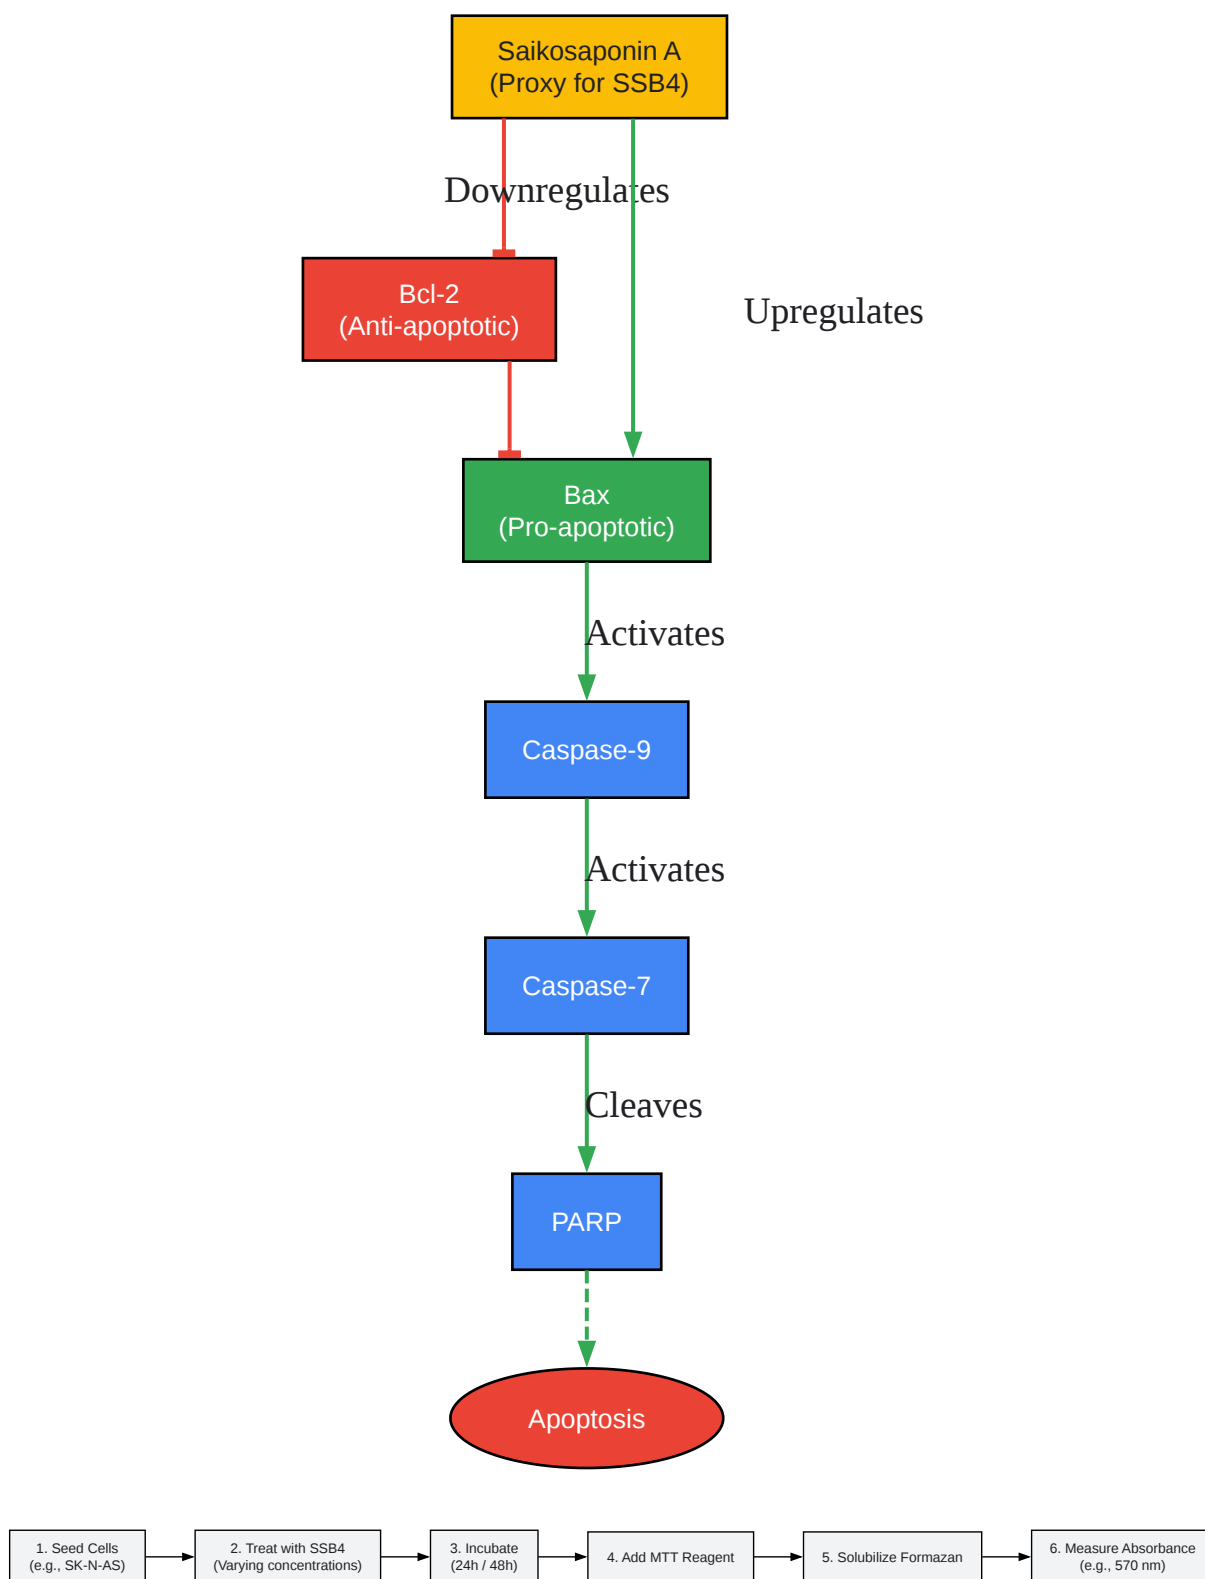 Saikosaponin A
(Proxy for SSB4)
Downregulates
Bcl-2
(Anti-apoptotic)
Upregulates
Bax
(Pro-apoptotic)
Activates
Caspase-9
Activates
Caspase-7
Cleaves
PARP
Apoptosis
1. Seed Cells
(e.g., SK-N-AS)
2. Treat with SSB4
(Varying concentrations)
3. Incubate
(24h / 48h)
4. Add MTT Reagent
5. Solubilize Formazan
6. Measure Absorbance
(e.g., 570 nm)